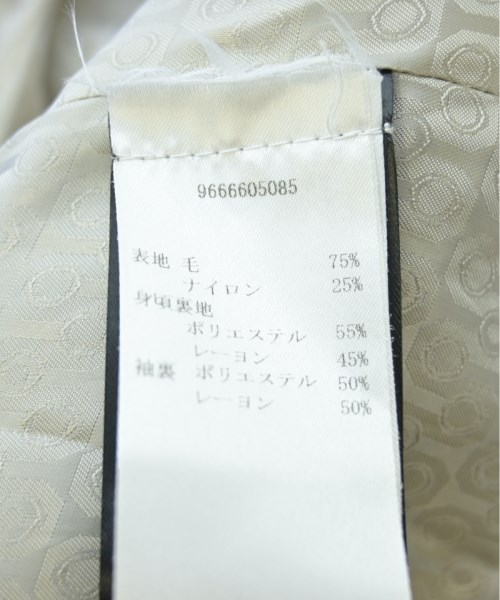 9666605085
表地 毛 75%
ナイロン 25%
身頃裏地
ポリエステル 55%
レーヨン 45%
袖裏 ポリエステル 50%
レーヨン 50%